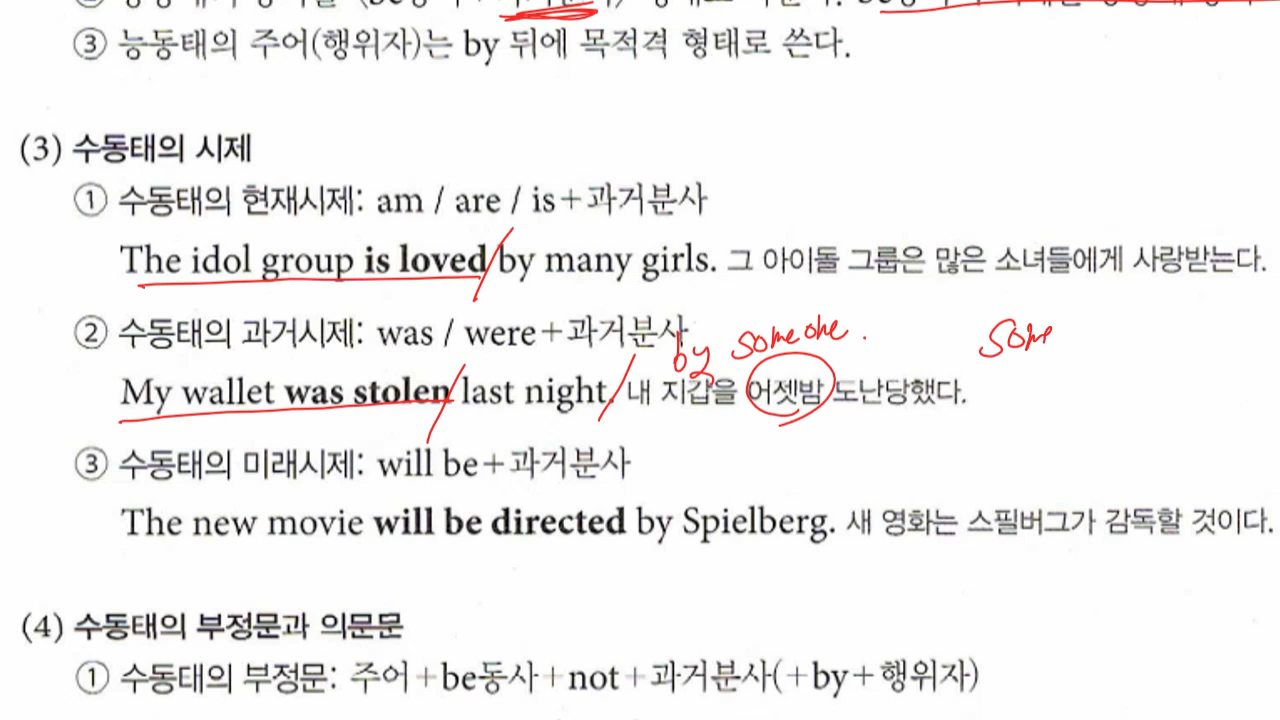 ③ 능동태의 주어(행위자)는 by 뒤에 목적격 형태로 쓴다.
(3) 수동태의 시제
① 수동태의 현재시제: am / are / is+과거분사
The idol group is loved by many girls. 그 아이돌 그룹은 많은 소녀들에게 사랑받는다.
② 수동태의 과거시제: was / were+과거분사
by someone. some
My wallet was stolen last night. 내 지갑을 어젯밤 도난당했다.
③ 수동태의 미래시제: will be+과거분사
The new movie will be directed by Spielberg. 새 영화는 스필버그가 감독할 것이다.
(4) 수동태의 부정문과 의문문
① 수동태의 부정문: 주어+be동사+not+과거분사(+by+행위자)